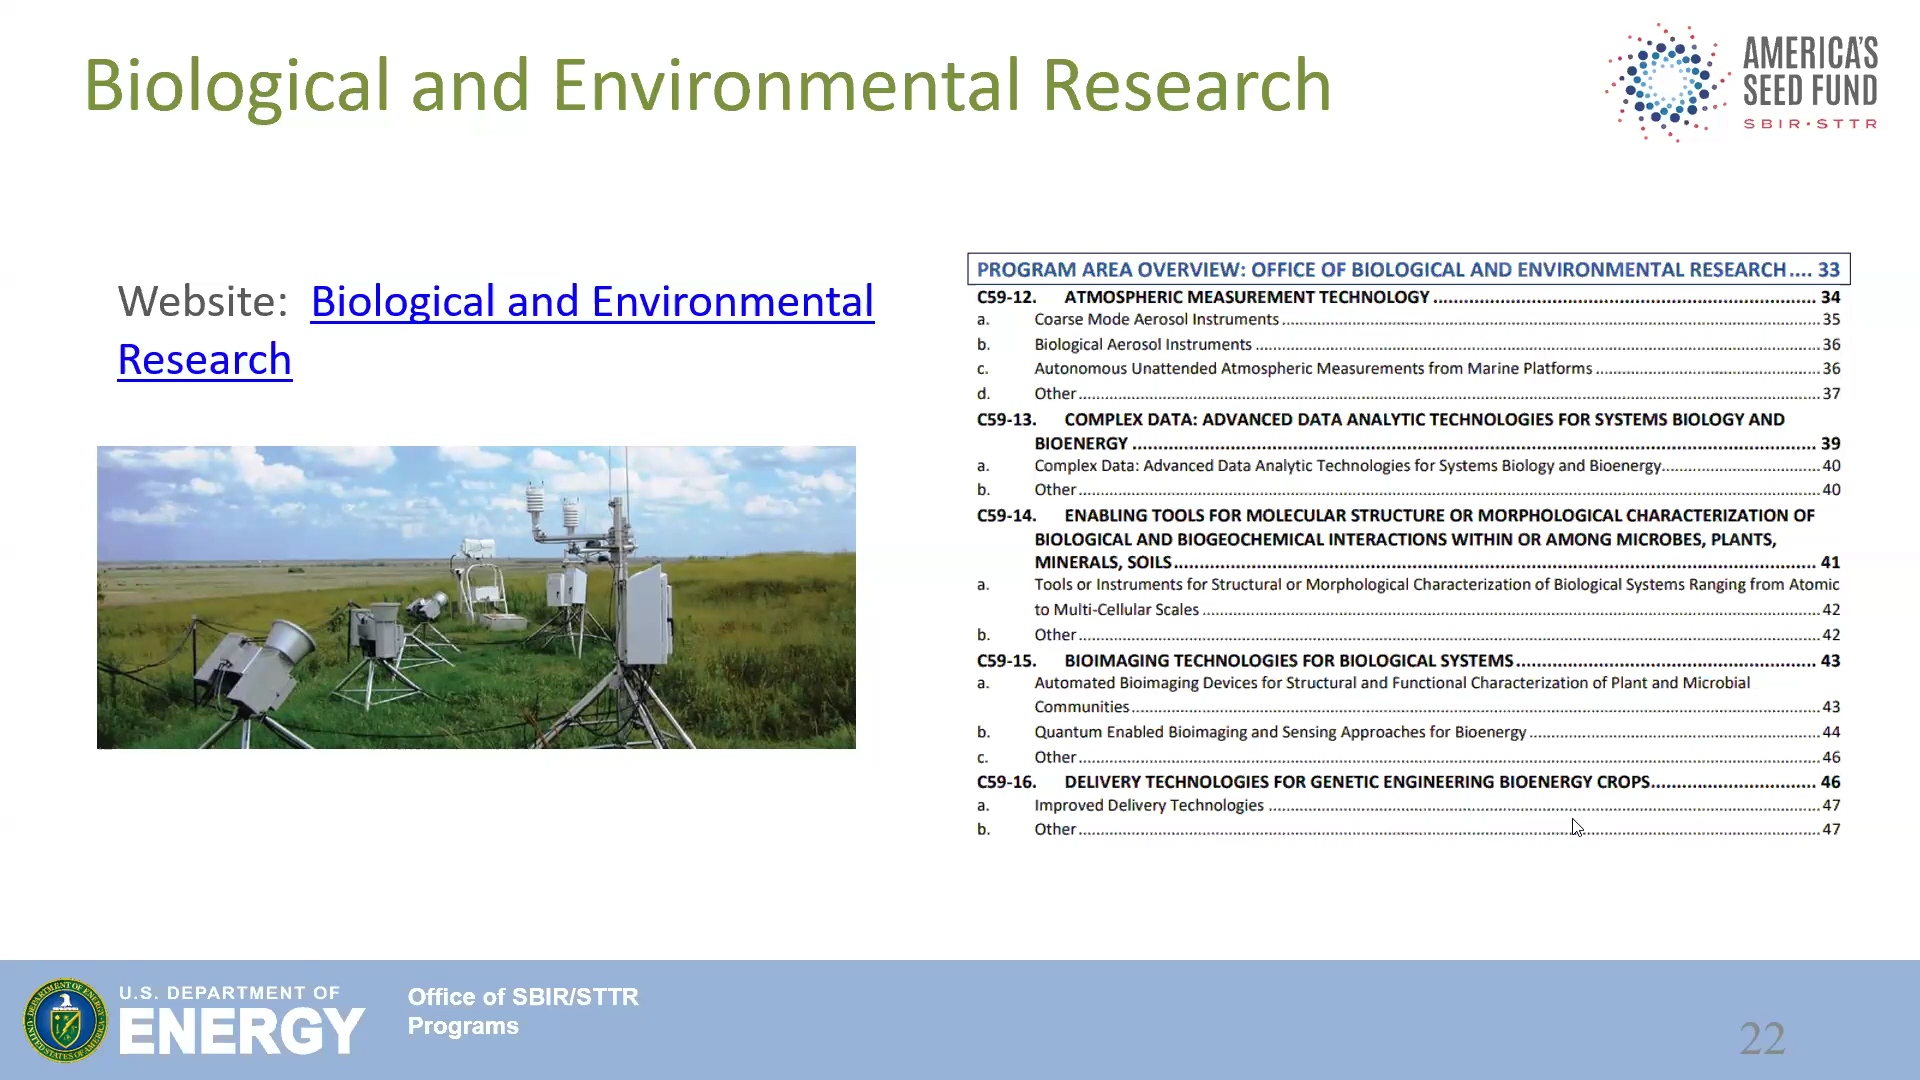 Biological and Environmental Research
AMERICA'S
SEED FUND
SBIR·STTR
Website: Biological and Environmental
Research
PROGRAM AREA OVERVIEW: OFFICE OF BIOLOGICAL AND ENVIRONMENTAL RESEARCH .... 33
C59-12. ATMOSPHERIC MEASUREMENT TECHNOLOGY ................ 34
a. Coarse Mode Aerosol Instruments ................ 35
b. Biological Aerosol Instruments ................ 36
c. Autonomous Unattended Atmospheric Measurements from Marine Platforms ................ 36
d. Other ................ 37
C59-13. COMPLEX DATA: ADVANCED DATA ANALYTIC TECHNOLOGIES FOR SYSTEMS BIOLOGY AND
BIOENERGY ................ 39
a. Complex Data: Advanced Data Analytic Technologies for Systems Biology and Bioenergy ................ 40
b. Other ................ 40
C59-14. ENABLING TOOLS FOR MOLECULAR STRUCTURE OR MORPHOLOGICAL CHARACTERIZATION OF
BIOLOGICAL AND BIOGEOCHEMICAL INTERACTIONS WITHIN OR AMONG MICROBES, PLANTS,
MINERALS, SOILS ................ 41
a. Tools or Instruments for Structural or Morphological Characterization of Biological Systems Ranging from Atomic
to Multi-Cellular Scales ................ 42
b. Other ................ 42
C59-15. BIOIMAGING TECHNOLOGIES FOR BIOLOGICAL SYSTEMS ................ 43
a. Automated Bioimaging Devices for Structural and Functional Characterization of Plant and Microbial
Communities ................ 43
b. Quantum Enabled Bioimaging and Sensing Approaches for Bioenergy ................ 44
c. Other ................ 46
C59-16. DELIVERY TECHNOLOGIES FOR GENETIC ENGINEERING BIOENERGY CROPS ................ 46
a. Improved Delivery Technologies ................ 47
b. Other ................ 47
U.S. DEPARTMENT OF
ENERGY
Office of SBIR/STTR
Programs
22